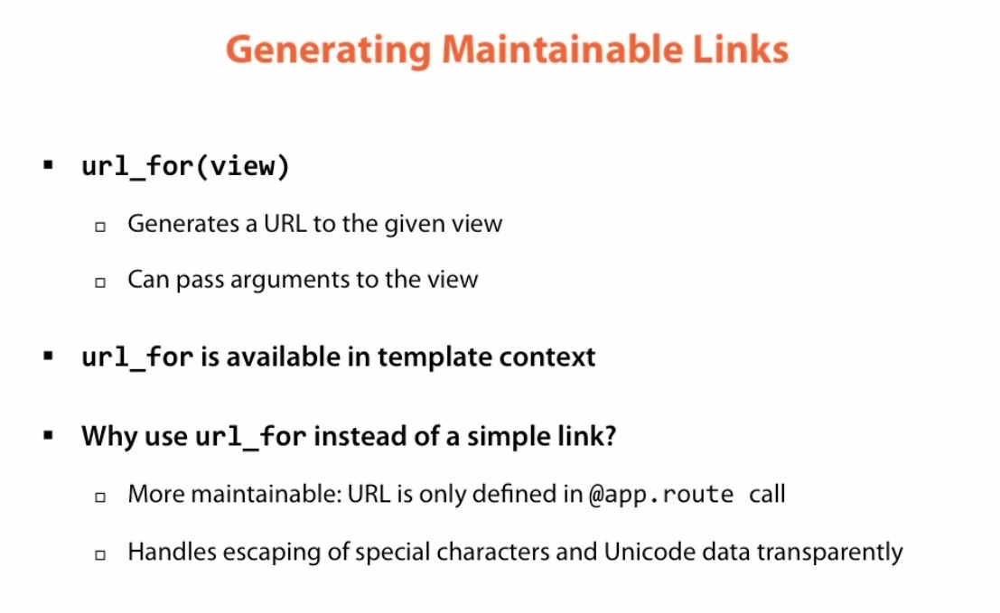 Generating Maintainable Links
▪ url_for(view)
▫ Generates a URL to the given view
▫ Can pass arguments to the view
▪ url_for is available in template context
▪ Why use url_for instead of a simple link?
▫ More maintainable: URL is only defined in @app.route call
▫ Handles escaping of special characters and Unicode data transparently